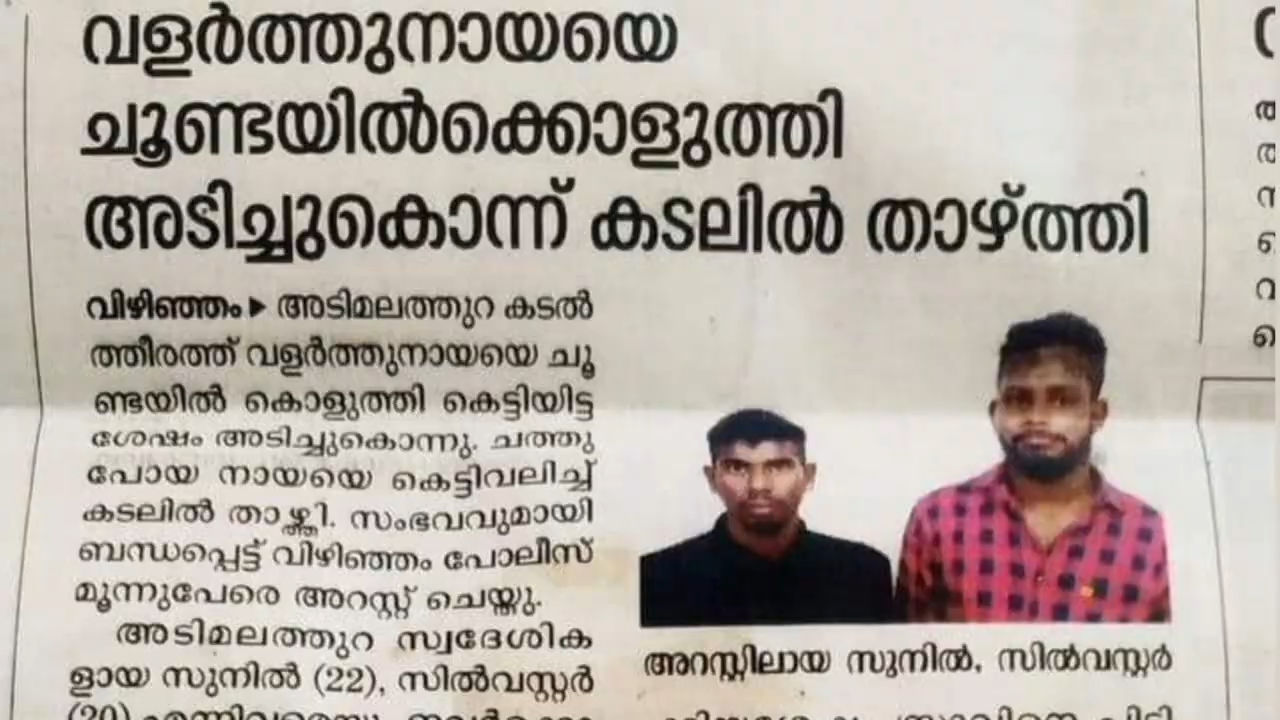 വളർത്തുനായയെ
ചൂണ്ടയിൽക്കൊളുത്തി
അടിച്ചുകൊന്ന് കടലിൽ താഴ്ത്തി
വിഴിഞ്ഞം ▸ അടിമലത്തുറ കടൽ
ത്തീരത്ത് വളർത്തുനായയെ ചൂ
ണ്ടയിൽ കൊളുത്തി കെട്ടിയിട്ട
ശേഷം അടിച്ചുകൊന്നു. ചത്തു
പോയ നായയെ കെട്ടിവലിച്ച്
കടലിൽ താഴ്ത്തി. സംഭവവുമായി
ബന്ധപ്പെട്ട് വിഴിഞ്ഞം പോലീസ്
മൂന്നുപേരെ അറസ്റ്റ് ചെയ്തു.
അടിമലത്തുറ സ്വദേശിക
ളായ സുനിൽ (22), സിൽവസ്റ്റർ
(20)
അറസ്റ്റിലായ സുനിൽ, സിൽവസ്റ്റർ